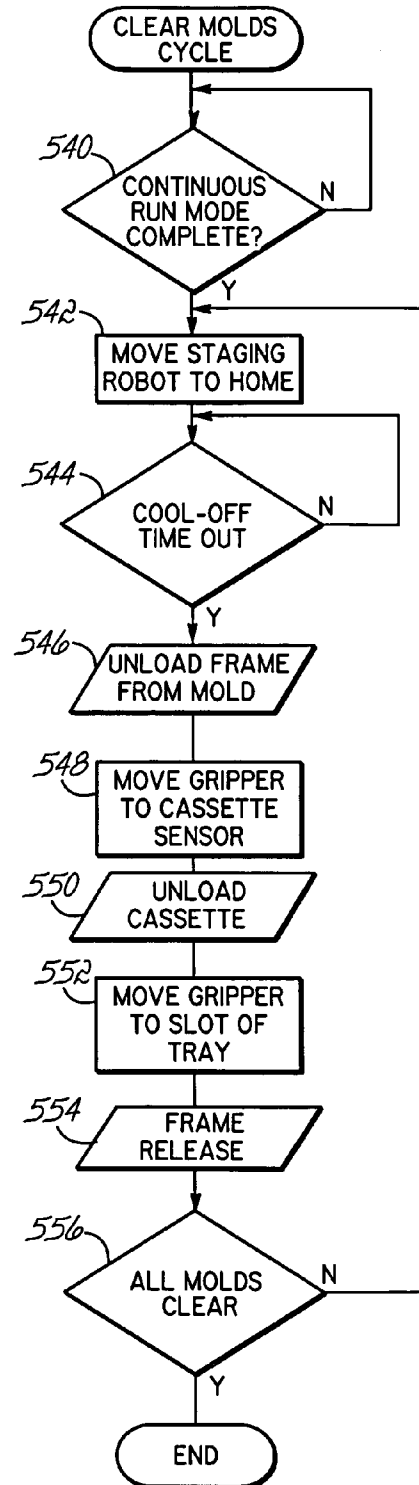 CLEAR MOLDS
CYCLE
540
CONTINUOUS
RUN MODE
COMPLETE?
N
Y
542
MOVE STAGING
ROBOT TO HOME
544
COOL-OFF
TIME OUT
N
Y
546
UNLOAD FRAME
FROM MOLD
548
MOVE GRIPPER
TO CASSETTE
SENSOR
550
UNLOAD
CASSETTE
552
MOVE GRIPPER
TO SLOT OF
TRAY
554
FRAME
RELEASE
556
ALL MOLDS
CLEAR
N
Y
END